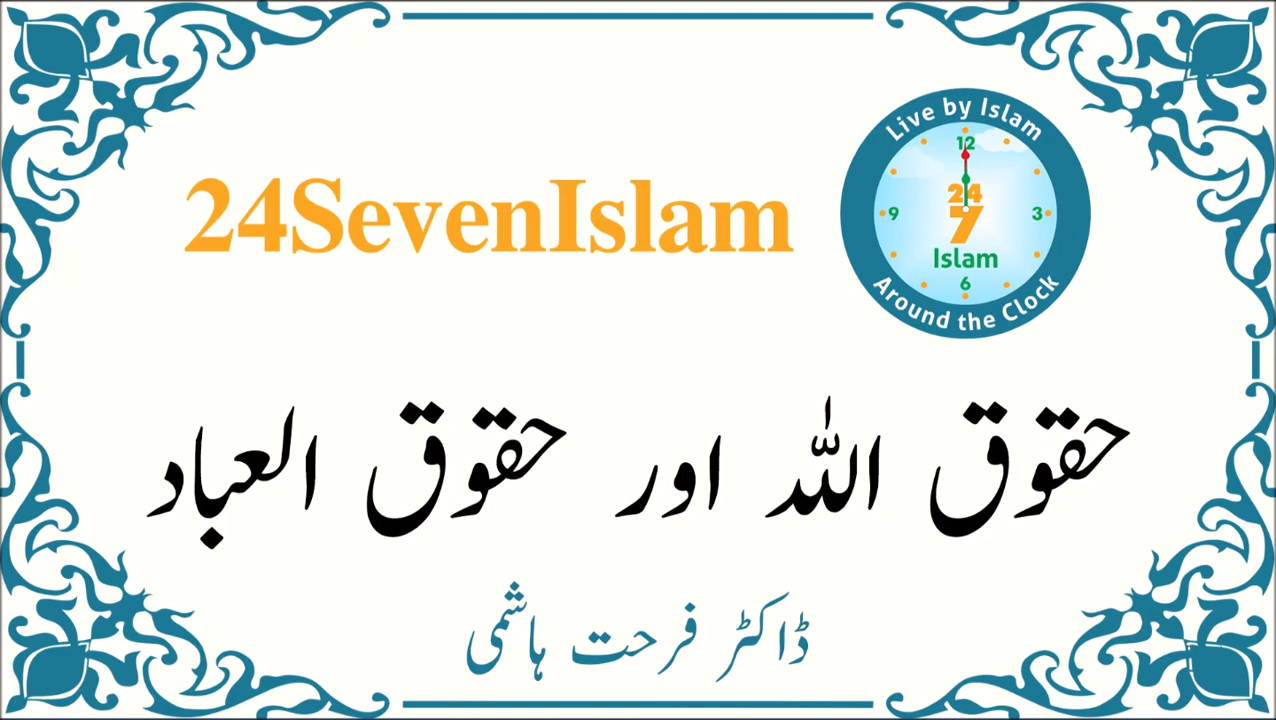 24SevenIslam
Live by Islam
12
24
7
9
3
Islam
6
Around the Clock
حقوق اللہ اور حقوق العباد
ڈاکٹر فرحت ہاشمی